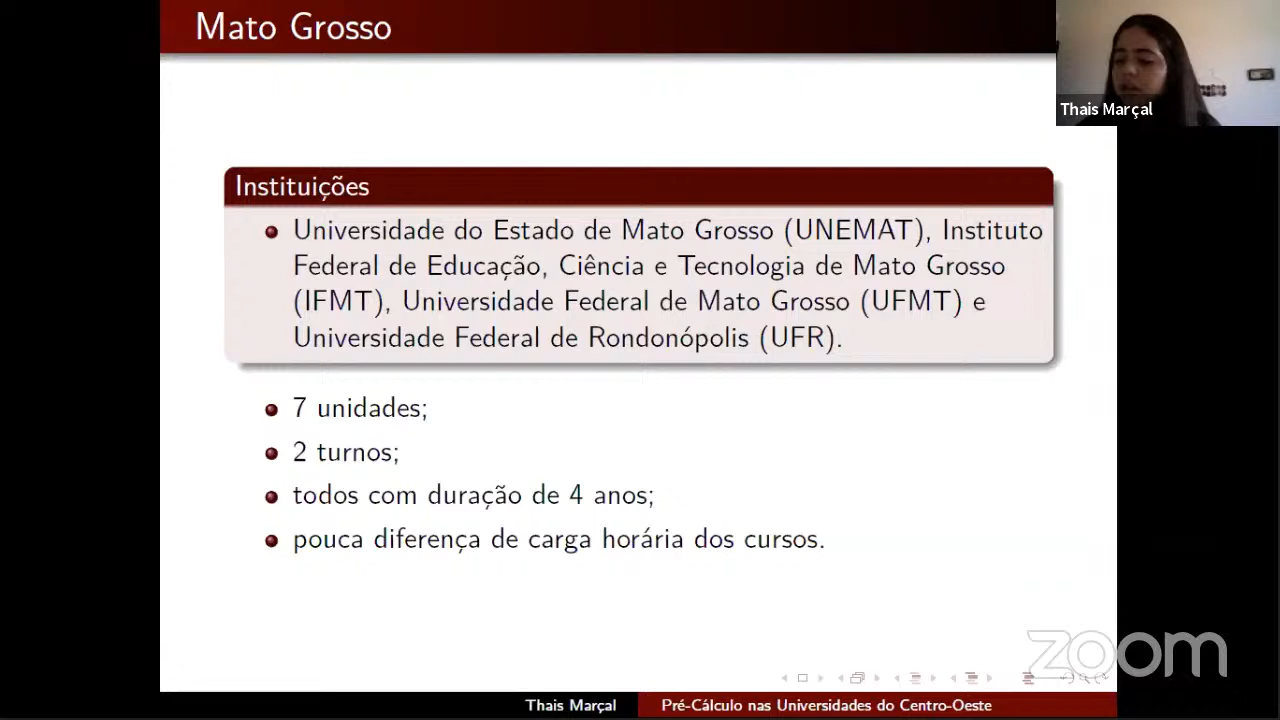 Mato Grosso
Thais Marçal
Instituições
Universidade do Estado de Mato Grosso (UNEMAT), Instituto
Federal de Educação, Ciência e Tecnologia de Mato Grosso
(IFMT), Universidade Federal de Mato Grosso (UFMT) e
Universidade Federal de Rondonópolis (UFR).
7 unidades;
2 turnos;
todos com duração de 4 anos;
pouca diferença de carga horária dos cursos.
zoom
Thais Marçal
Pré-Cálculo nas Universidades do Centro-Oeste